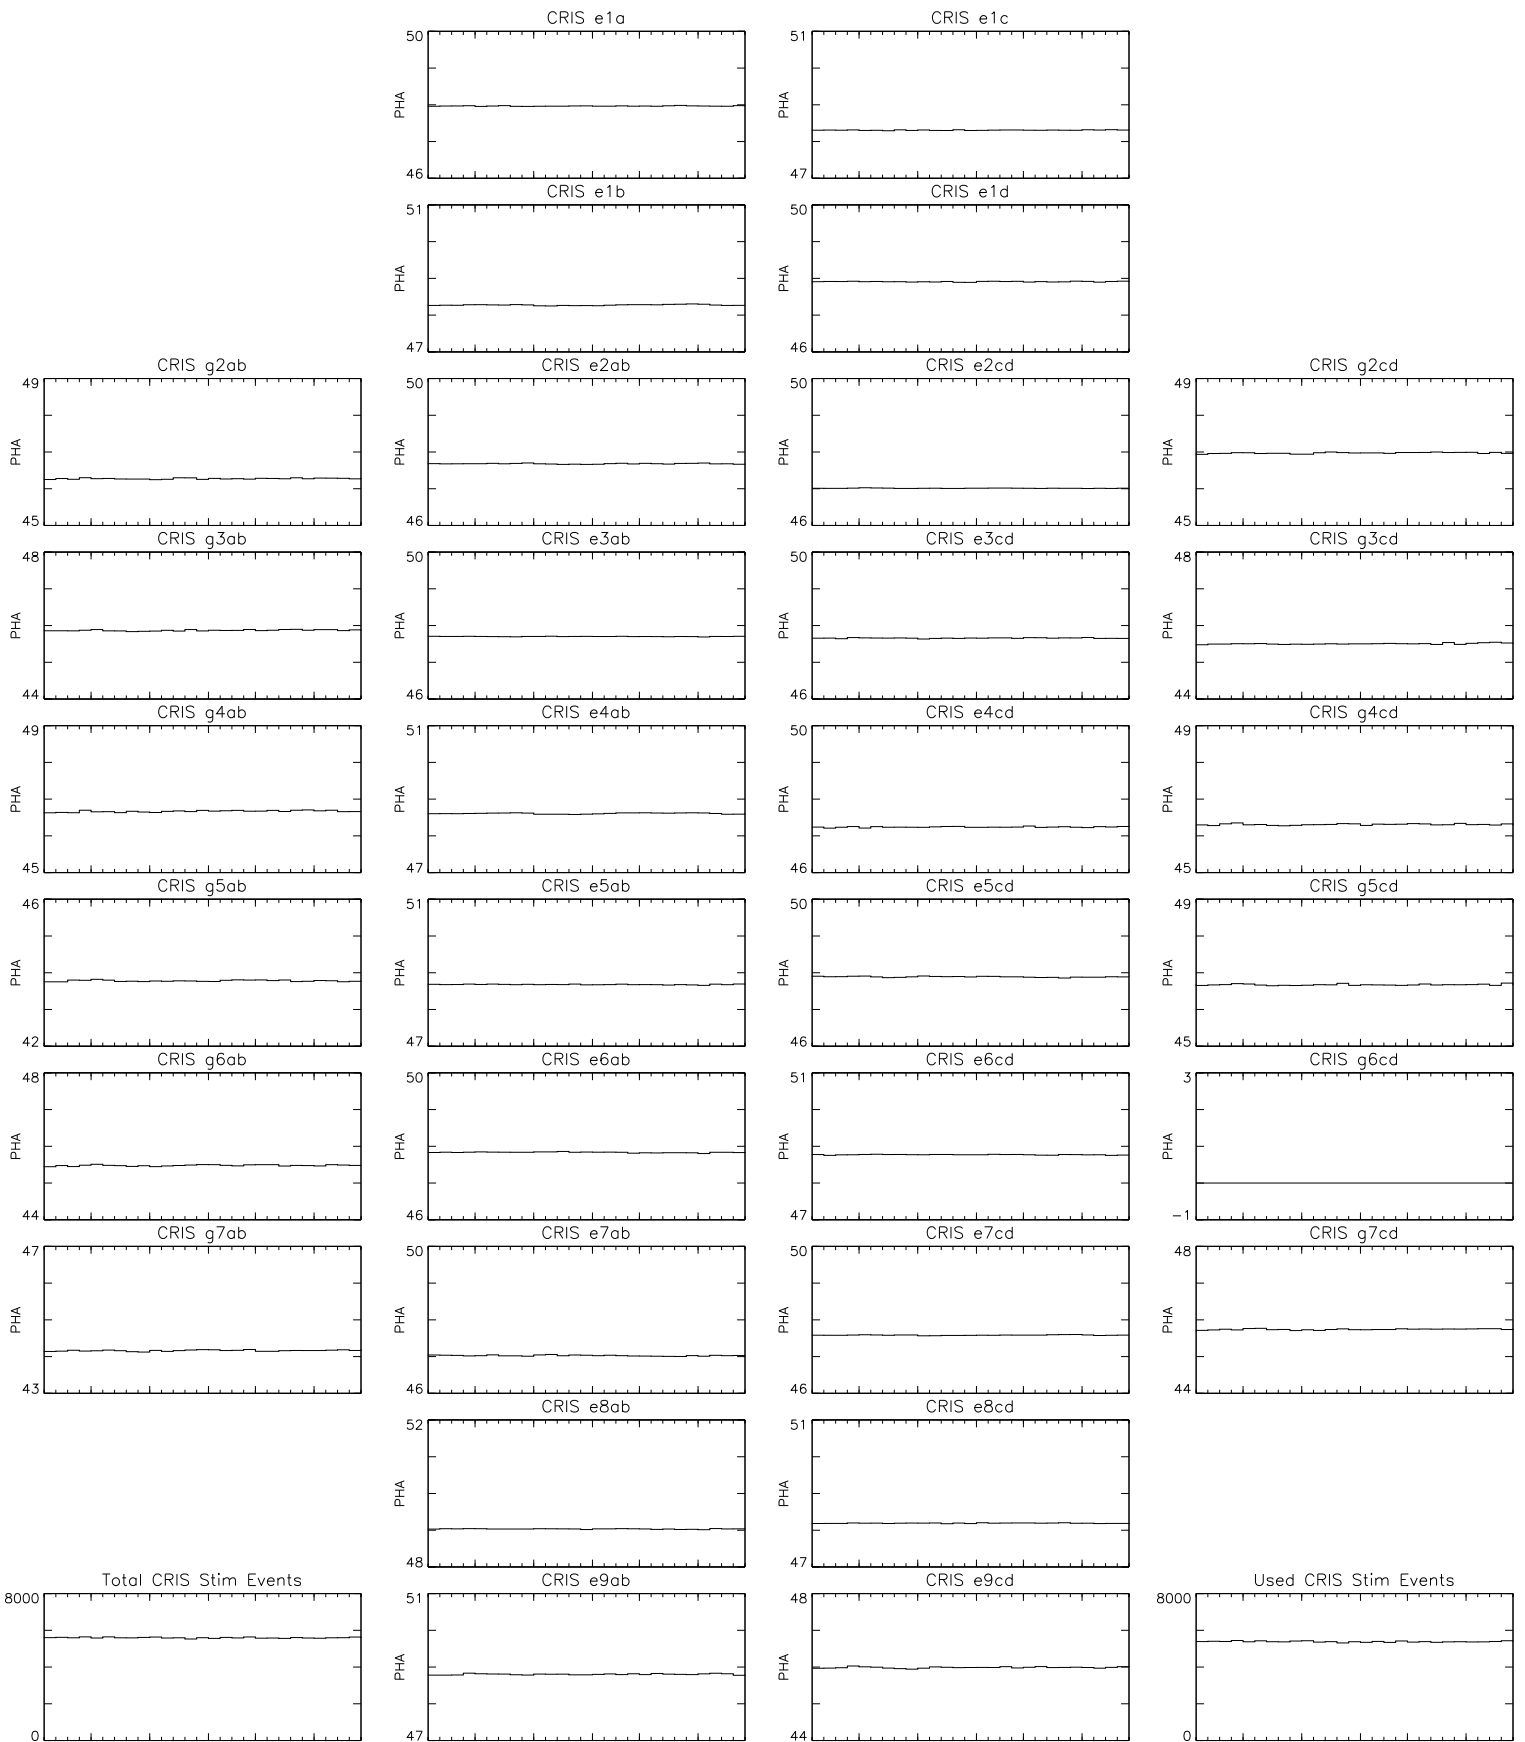 CRIS e1a
CRIS e1c
50
PHA
46
51
PHA
47
CRIS e1b
CRIS e1d
51
PHA
47
50
PHA
46
CRIS g2ab
CRIS e2ab
CRIS e2cd
CRIS g2cd
49
PHA
45
50
PHA
46
50
PHA
46
49
PHA
45
CRIS g3ab
CRIS e3ab
CRIS e3cd
CRIS g3cd
48
PHA
44
50
PHA
46
50
PHA
46
48
PHA
44
CRIS g4ab
CRIS e4ab
CRIS e4cd
CRIS g4cd
49
PHA
45
51
PHA
47
50
PHA
46
49
PHA
45
CRIS g5ab
CRIS e5ab
CRIS e5cd
CRIS g5cd
46
PHA
42
51
PHA
47
50
PHA
46
49
PHA
45
CRIS g6ab
CRIS e6ab
CRIS e6cd
CRIS g6cd
48
PHA
44
50
PHA
46
51
PHA
47
3
PHA
-1
CRIS g7ab
CRIS e7ab
CRIS e7cd
CRIS g7cd
47
PHA
43
50
PHA
46
50
PHA
46
48
PHA
44
CRIS e8ab
CRIS e8cd
52
PHA
48
51
PHA
47
Total CRIS Stim Events
CRIS e9ab
CRIS e9cd
Used CRIS Stim Events
8000
0
51
PHA
47
48
PHA
44
8000
0